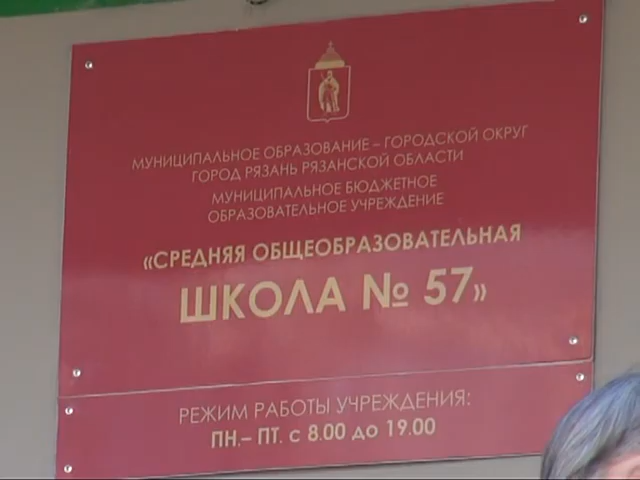 МУНИЦИПАЛЬНОЕ ОБРАЗОВАНИЕ – ГОРОДСКОЙ ОКРУГ
ГОРОД РЯЗАНЬ РЯЗАНСКОЙ ОБЛАСТИ
МУНИЦИПАЛЬНОЕ БЮДЖЕТНОЕ
ОБРАЗОВАТЕЛЬНОЕ УЧРЕЖДЕНИЕ
«СРЕДНЯЯ ОБЩЕОБРАЗОВАТЕЛЬНАЯ
ШКОЛА № 57»
РЕЖИМ РАБОТЫ УЧРЕЖДЕНИЯ:
ПН.– ПТ. с 8.00 до 19.00